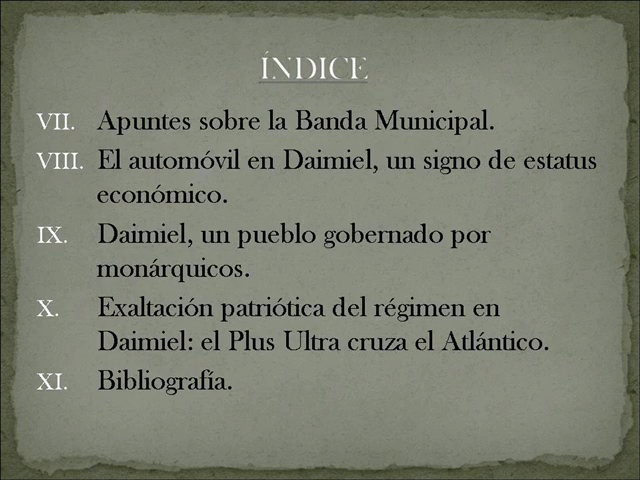 ÍNDICE
VII. Apuntes sobre la Banda Municipal.
VIII. El automóvil en Daimiel, un signo de estatus
económico.
IX. Daimiel, un pueblo gobernado por
monárquicos.
X. Exaltación patriótica del régimen en
Daimiel: el Plus Ultra cruza el Atlántico.
XI. Bibliografía.